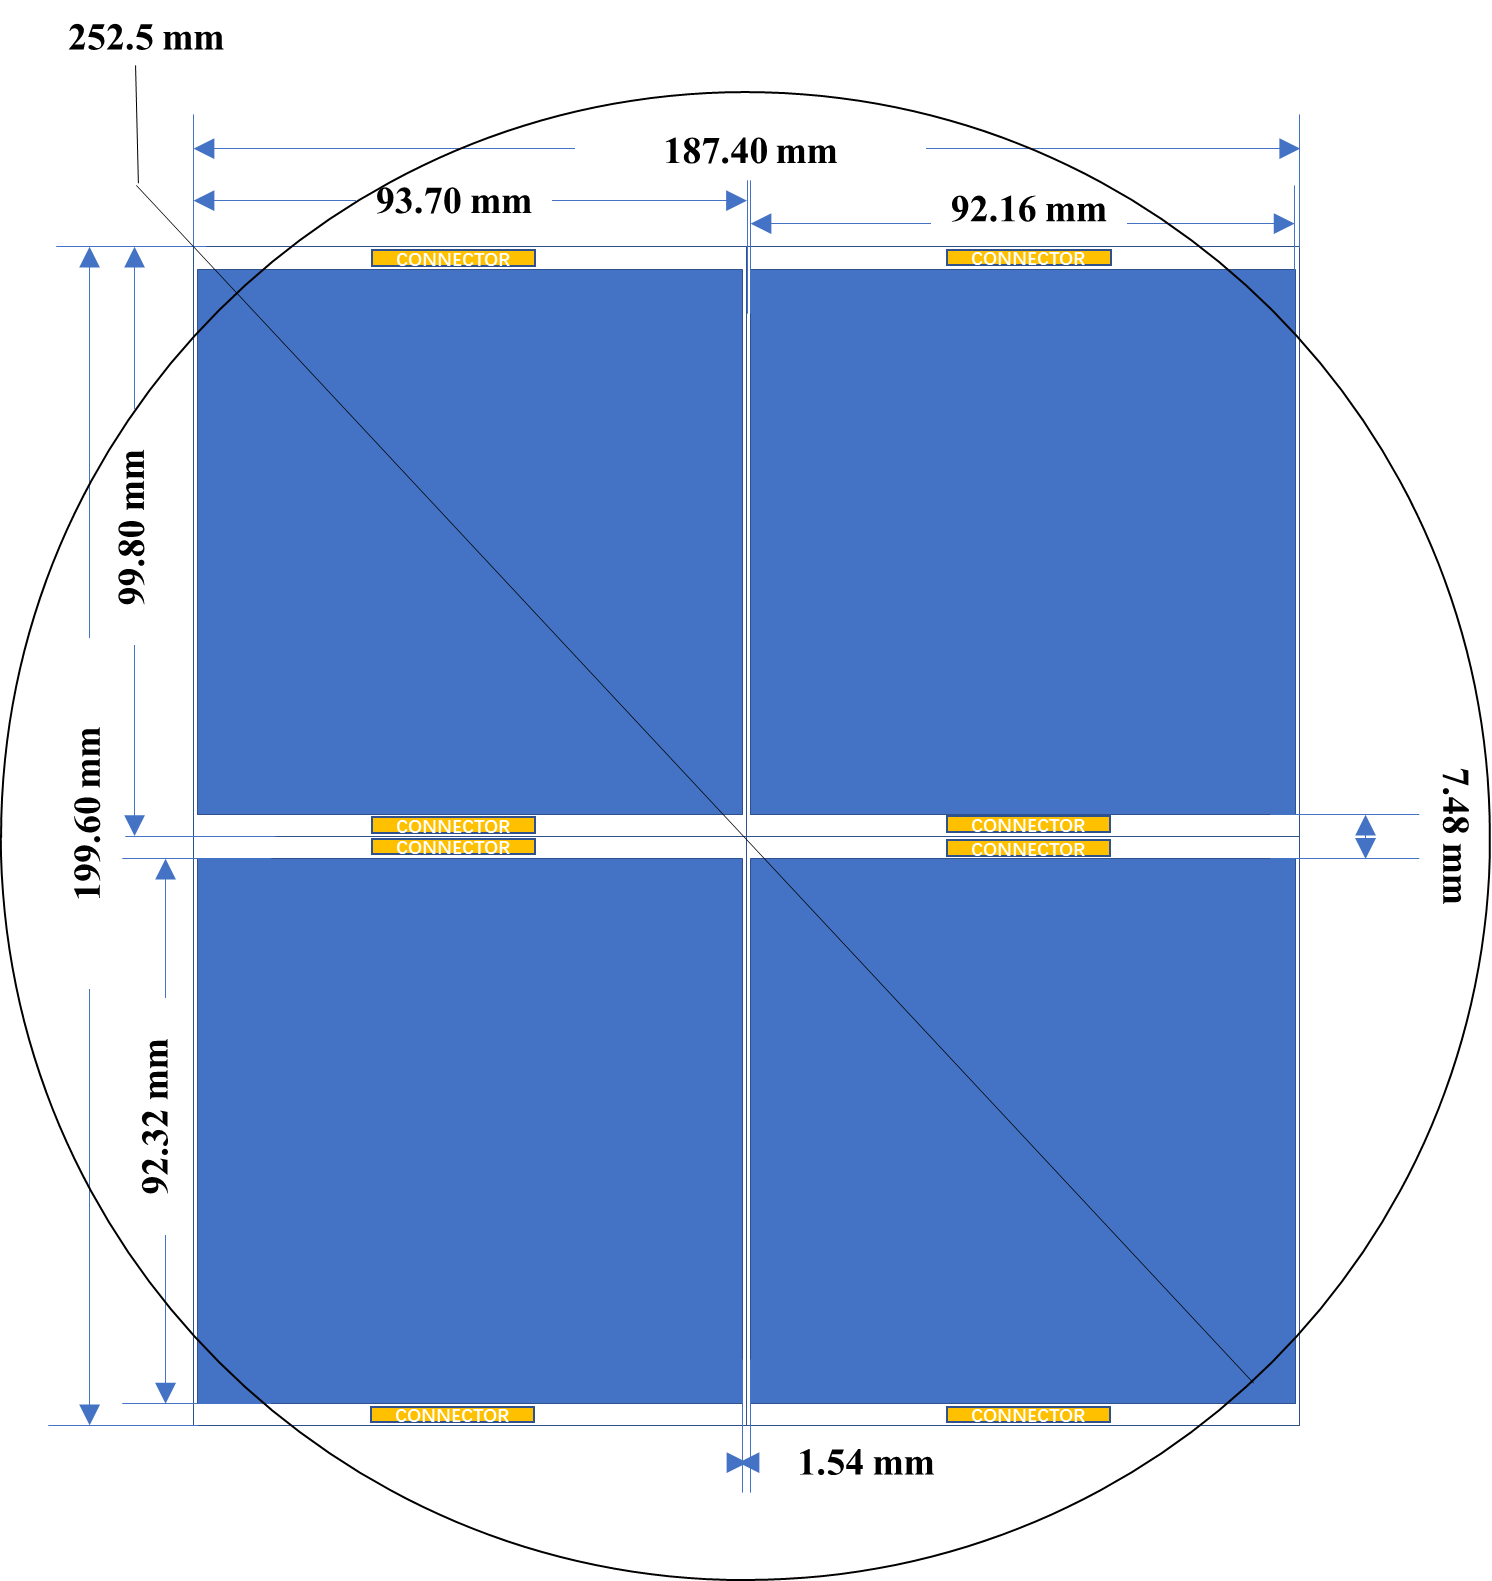 252.5 mm
187.40 mm
93.70 mm
92.16 mm
CONNECTOR
CONNECTOR
99.80 mm
199.60 mm
7.48 mm
CONNECTOR
CONNECTOR
CONNECTOR
CONNECTOR
92.32 mm
CONNECTOR
CONNECTOR
1.54 mm